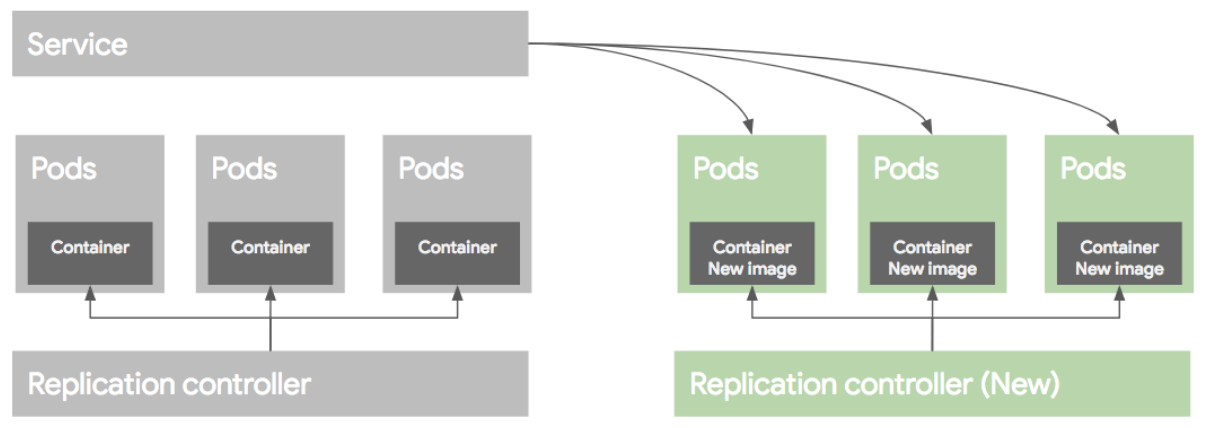 Service
Pods
Pods
Pods
Pods
Pods
Pods
Container
Container
Container
Container
New image
Container
New image
Container
New image
Replication controller
Replication controller (New)